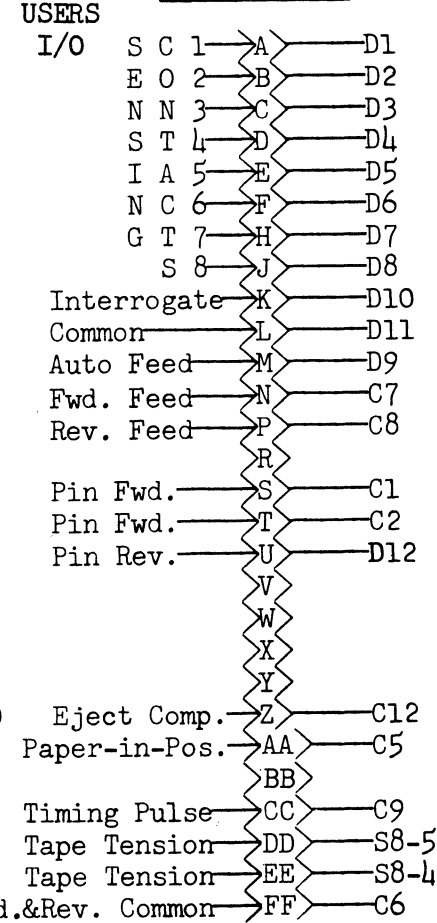 USERS
I/O S C 1 A D1
E O 2 B D2
N N 3 C D3
S T 4 D D4
I A 5 E D5
N C 6 F D6
G T 7 H D7
S 8 J D8
Interrogate K D10
Common L D11
Auto Feed M D9
Fwd. Feed N C7
Rev. Feed P C8
R
Pin Fwd. S C1
Pin Fwd. T C2
Pin Rev. U D12
V
W
X
Y
Eject Comp. Z C12
Paper-in-Pos. AA C5
BB
Timing Pulse CC C9
Tape Tension DD S8-5
Tape Tension EE S8-4
d.&Rev. Common FF C6